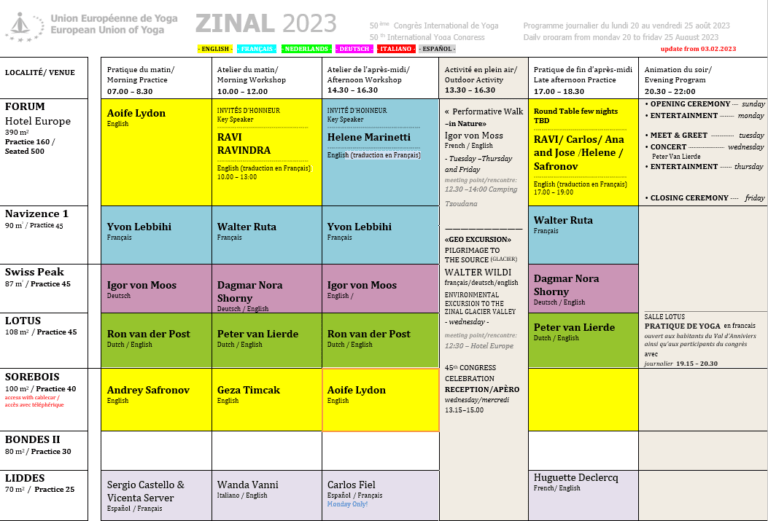 Union Européenne de Yoga
European Union of Yoga
ZINAL 2023
50 ème Congrès International de Yoga
50 th International Yoga Congress
Programme journalier du lundi 20 au vendredi 25 août 2023
Daily program from monday 20 to friday 25 August 2023
- ENGLISH - - FRANÇAIS - - NEDERLANDS - - DEUTSCH - - ITALIANO - - ESPAÑOL -
update from 03.02.2023
LOCALITÉ/ VENUE
Pratique du matin/
Morning Practice
07.00 – 8.30
Atelier du matin/
Morning Workshop
10.00 – 12.00
Atelier de l'après-midi/
Afternoon Workshop
14.30 – 16.30
Activité en plein air/
Outdoor Activity
13.30 – 16.30
Pratique de fin d'après-midi
Late afternoon Practice
17.00 – 18.30
Animation du soir/
Evening Program
20.30 – 22:00
FORUM
Hotel Europe
390 m²
Practice 160 /
Seated 500
Aoife Lydon
English
INVITÉS D'HONNEUR
Key Speaker
RAVI
RAVINDRA
English (traduction en Français)
10.00 – 13:00
INVITÉ D'HONNEUR
Key Speaker
Helene Marinetti
English (traduction en Français)
« Performative Walk
–in Nature»
Igor von Moss
French / English
- Tuesday –Thursday
and Friday
meeting point/rencontre:
12.30 –14:00 Camping
Tzoudana
Round Table few nights
TBD
RAVI/ Carlos/ Ana
and Jose /Helene /
Safronov
English (traduction en Français)
17.00 – 19:00
• OPENING CEREMONY --- sunday
• ENTERTAINMENT ---- monday
• MEET & GREET ---- tuesday
• CONCERT ---- wednesday
Peter Van Lierde
• ENTERTAINMENT ---- thursday
• CLOSING CEREMONY ---- friday
Navizence 1
90 m² / Practice 45
Yvon Lebbihi
Français
Walter Ruta
Français
Yvon Lebbihi
Français
Walter Ruta
Français
«GEO EXCURSION»
PILGRIMAGE TO
THE SOURCE (GLACIER)
WALTER WILDI
français/deutsch/english
ENVIRONMENTAL
EXCURSION TO THE
ZINAL GLACIER VALLEY
- wednesday -
meeting point/rencontre:
12:30 – Hotel Europe
Swiss Peak
87 m² / Practice 45
Igor von Moos
Deutsch
Dagmar Nora
Shorny
Deutsch / English
Igor von Moos
English /
Dagmar Nora
Shorny
Deutsch / English
LOTUS
108 m² / Practice 45
Ron van der Post
Dutch / English
Peter van Lierde
Dutch / English
Ron van der Post
Dutch / English
Peter van Lierde
Dutch / English
SALLE LOTUS
PRATIQUE DE YOGA en francais
ouvert aux habitants du Val d'Anniviers
ainsi qu'aux participants du congrès
avec
journalier 19.15 – 20.30
SOREBOIS
100 m² / Practice 40
access with cablecar /
accès avec téléphérique
Andrey Safronov
English
Geza Timcak
English
Aoife Lydon
English
45th CONGRESS
CELEBRATION
RECEPTION/APÈRO
wednesday/mercredi
13.15–15.00
BONDES II
80 m² / Practice 30
LIDDES
70 m² / Practice 25
Sergio Castello &
Vicenta Server
Español / Français
Wanda Vanni
Italiano / English
Carlos Fiel
Español / Français
Monday Only!
Huguette Declercq
French/ English